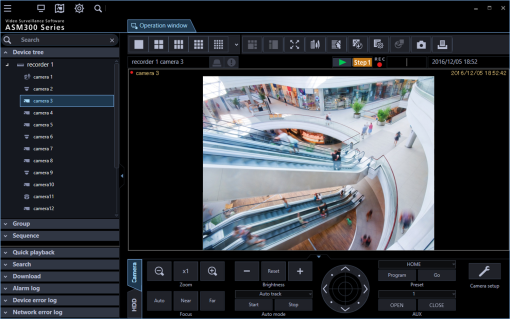 Video Surveillance Software
ASM300 Series
Operation window
Search
Device tree
recorder 1
camera 1
camera 2
camera 3
camera 4
camera 5
camera 6
camera 7
camera 8
camera 9
camera10
camera11
camera12
Group
Sequence
Quick playback
Search
Download
Alarm log
Device error log
Network error log
recorder 1 camera 3
Step1
REC
2016/12/05 18:52
camera 3
2016/12/05 18:52:42
Camera
HDD
x1
Zoom
Auto
Near
Far
Focus
Reset
Brightness
Auto track
Start
Stop
Auto mode
HOME
Program
Go
Preset
1
OPEN
CLOSE
AUX
Camera setup